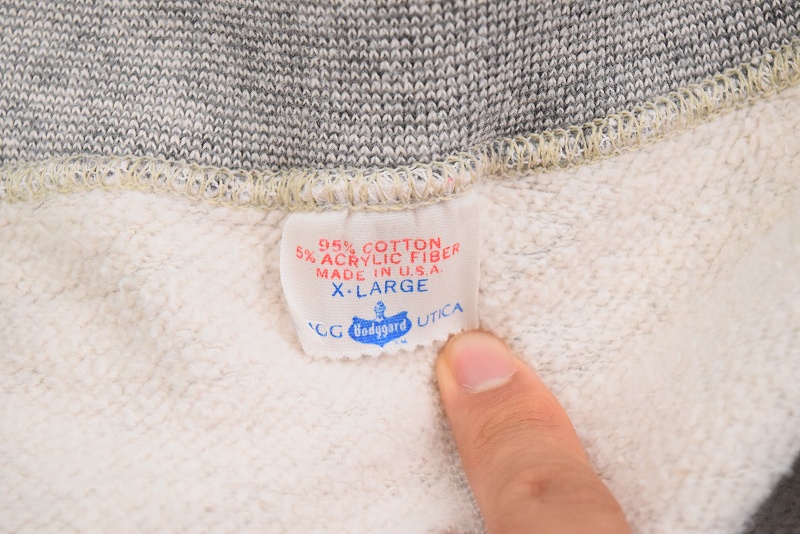 95% COTTON
5% ACRYLIC FIBER
MADE IN U.S.A.
X-LARGE
Bodygard UTICA
T.M.